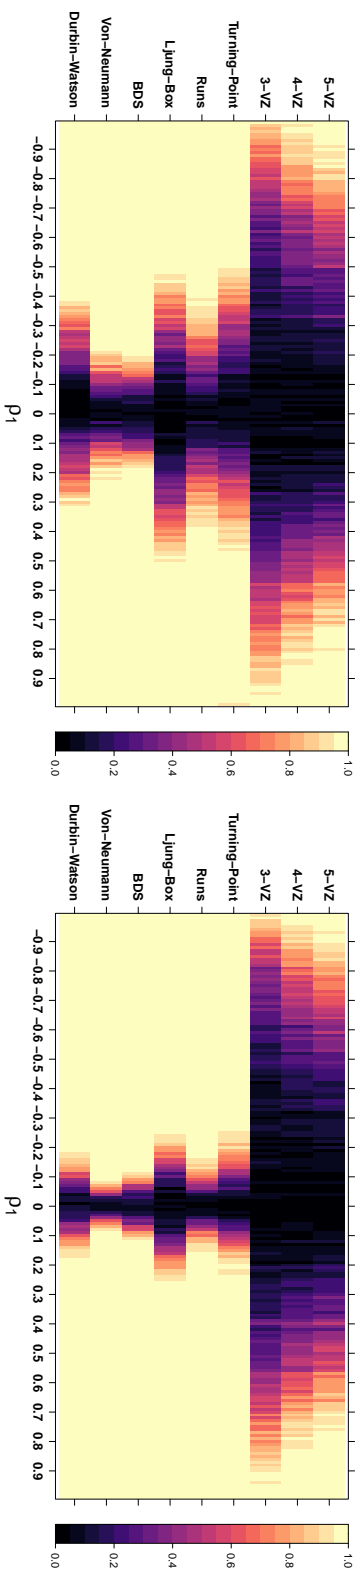 5−VZ
4−VZ
3−VZ
Turning−Point
Runs
Ljung−Box
BDS
Von−Neumann
Durbin−Watson
−0.9 −0.8 −0.7 −0.6 −0.5 −0.4 −0.3 −0.2 −0.1 0 0.1 0.2 0.3 0.4 0.5 0.6 0.7 0.8 0.9
ρ1
1.0
0.8
0.6
0.4
0.2
0.0
5−VZ
4−VZ
3−VZ
Turning−Point
Runs
Ljung−Box
BDS
Von−Neumann
Durbin−Watson
−0.9 −0.8 −0.7 −0.6 −0.5 −0.4 −0.3 −0.2 −0.1 0 0.1 0.2 0.3 0.4 0.5 0.6 0.7 0.8 0.9
ρ1
1.0
0.8
0.6
0.4
0.2
0.0